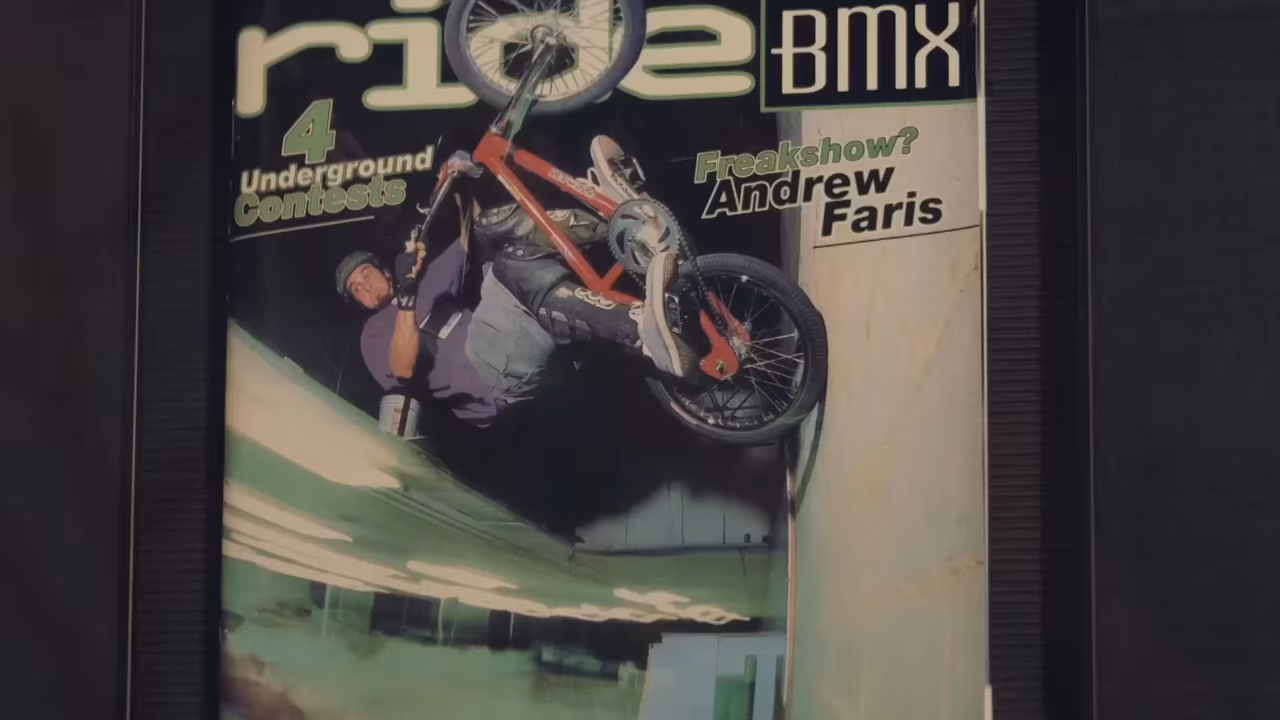 ride BMX
4
Underground
Contests
Freakshow?
Andrew
Faris